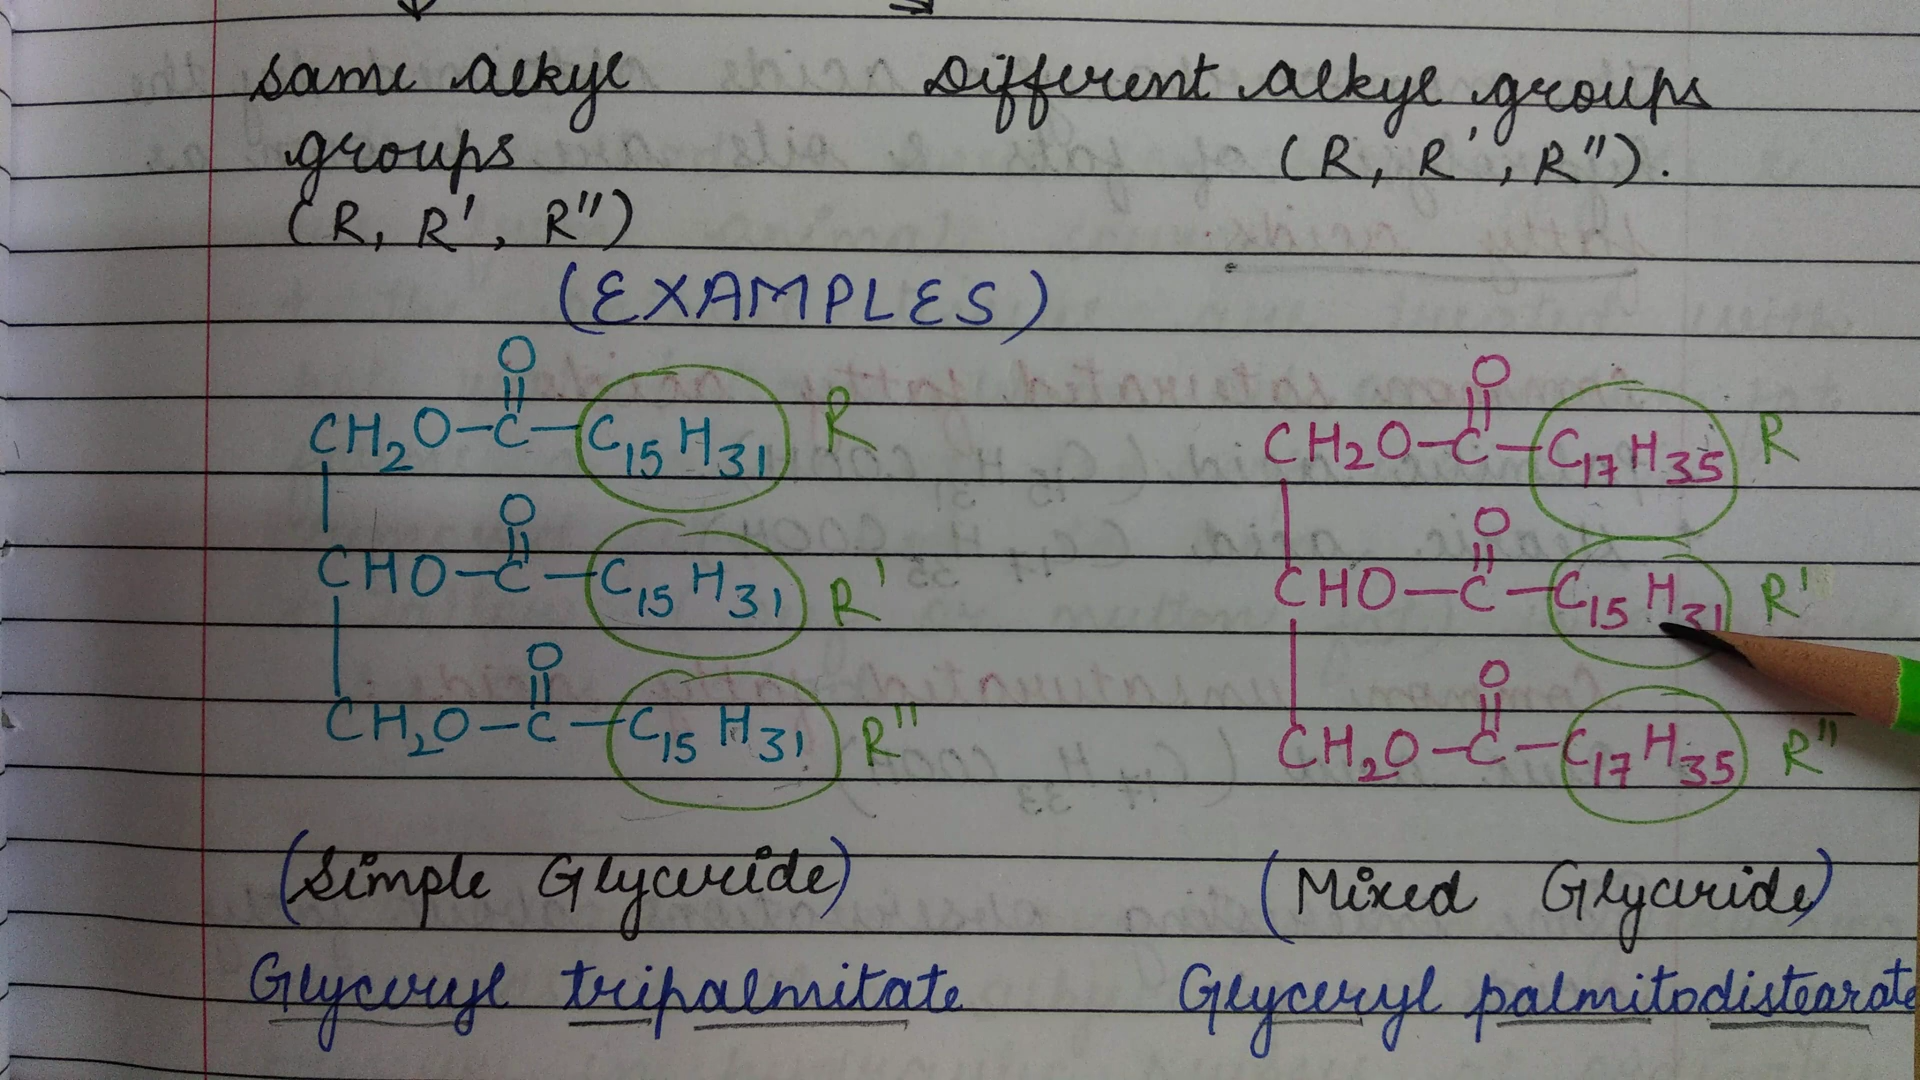 Same alkyl
groups
(R, R', R")
Different alkyl groups
(R, R', R").
(EXAMPLES)
O
CH₂O—C—C₁₅H₃₁ R
O
CHO—C—C₁₅H₃₁ R'
O
CH₂O—C—C₁₅H₃₁ R"
(Simple Glyceride)
Glyceryl tripalmitate
O
CH₂O—C—C₁₇H₃₅ R
O
CHO—C—C₁₅H₃₁ R'
O
CH₂O—C—C₁₇H₃₅ R"
(Mixed Glyceride)
Glyceryl palmitodistearate